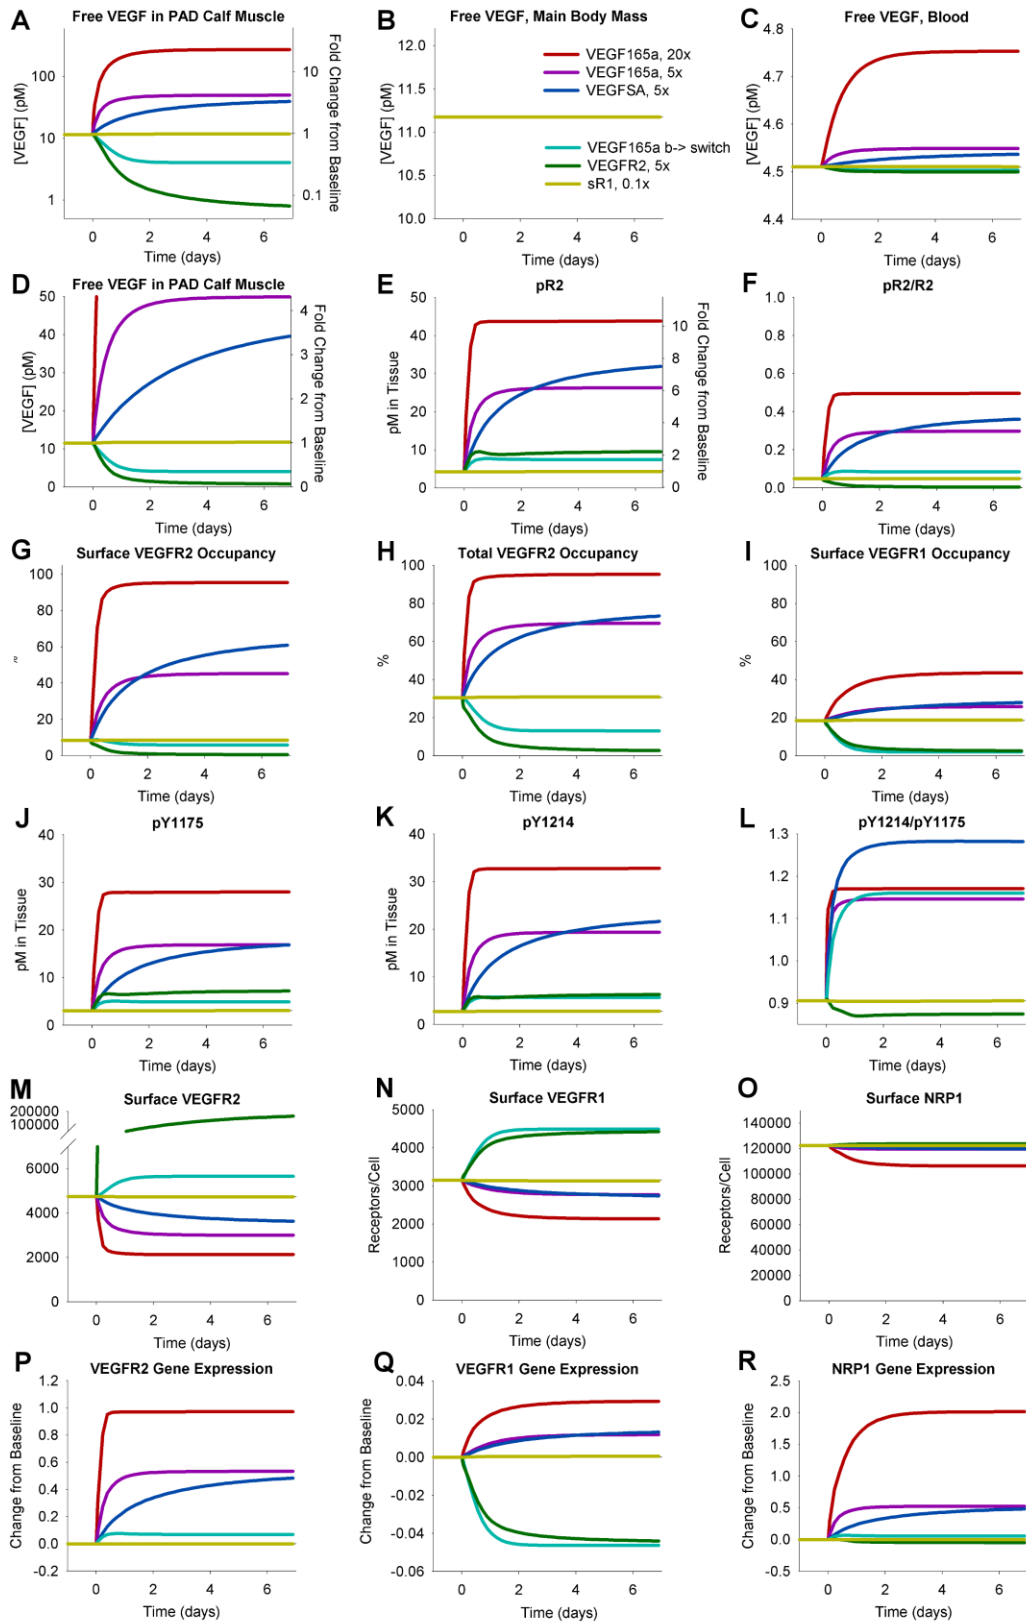 A Free VEGF in PAD Calf Muscle
[VEGF] (pM)
100
10
1
Fold Change from Baseline
10
1
0.1
0 2 4 6
Time (days)
B Free VEGF, Main Body Mass
[VEGF] (pM)
12.0
11.5
11.0
10.5
10.0
VEGF165a, 20x
VEGF165a, 5x
VEGFSA, 5x
VEGF165a b-> switch
VEGFR2, 5x
sR1, 0.1x
0 2 4 6
Time (days)
C Free VEGF, Blood
[VEGF] (pM)
4.8
4.7
4.6
4.5
4.4
0 2 4 6
Time (days)
D Free VEGF in PAD Calf Muscle
[VEGF] (pM)
50
40
30
20
10
0
Fold Change from Baseline
4
3
2
1
0
0 2 4 6
Time (days)
E pR2
pM in Tissue
50
40
30
20
10
0
Fold Change from Baseline
10
8
6
4
2
0
0 2 4 6
Time (days)
F pR2/R2
1.0
0.8
0.6
0.4
0.2
0.0
0 2 4 6
Time (days)
G Surface VEGFR2 Occupancy
100
80
60
40
20
0
0 2 4 6
Time (days)
H Total VEGFR2 Occupancy
%
100
80
60
40
20
0
0 2 4 6
Time (days)
I Surface VEGFR1 Occupancy
%
100
80
60
40
20
0
0 2 4 6
Time (days)
J pY1175
pM in Tissue
40
30
20
10
0
0 2 4 6
Time (days)
K pY1214
pM in Tissue
40
30
20
10
0
0 2 4 6
Time (days)
L pY1214/pY1175
1.3
1.2
1.1
1.0
0.9
0 2 4 6
Time (days)
M Surface VEGFR2
200000
100000
6000
4000
2000
0
0 2 4 6
Time (days)
N Surface VEGFR1
Receptors/Cell
5000
4000
3000
2000
1000
0
0 2 4 6
Time (days)
O Surface NRP1
Receptors/Cell
140000
120000
100000
80000
60000
40000
20000
0
0 2 4 6
Time (days)
P VEGFR2 Gene Expression
Change from Baseline
1.2
1.0
0.8
0.6
0.4
0.2
0.0
-0.2
0 2 4 6
Time (days)
Q VEGFR1 Gene Expression
Change from Baseline
0.04
0.02
0.00
-0.02
-0.04
-0.06
0 2 4 6
Time (days)
R NRP1 Gene Expression
Change from Baseline
2.5
2.0
1.5
1.0
0.5
0.0
-0.5
0 2 4 6
Time (days)